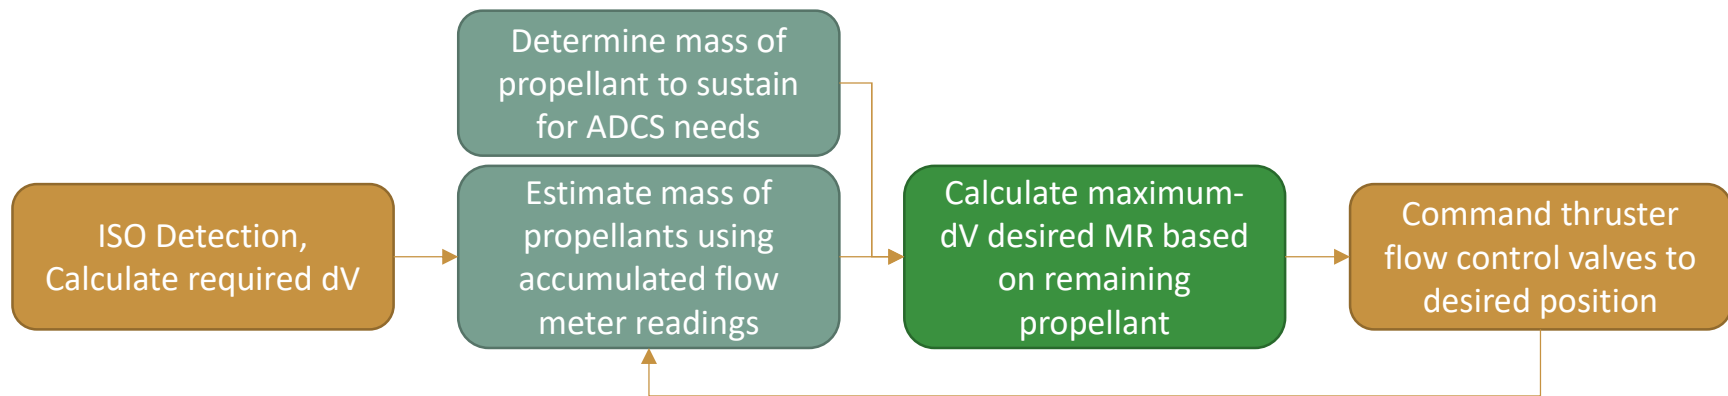 Determine mass of
propellant to sustain
for ADCS needs
ISO Detection,
Calculate required dV
Estimate mass of
propellants using
accumulated flow
meter readings
Calculate maximum-
dV desired MR based
on remaining
propellant
Command thruster
flow control valves to
desired position